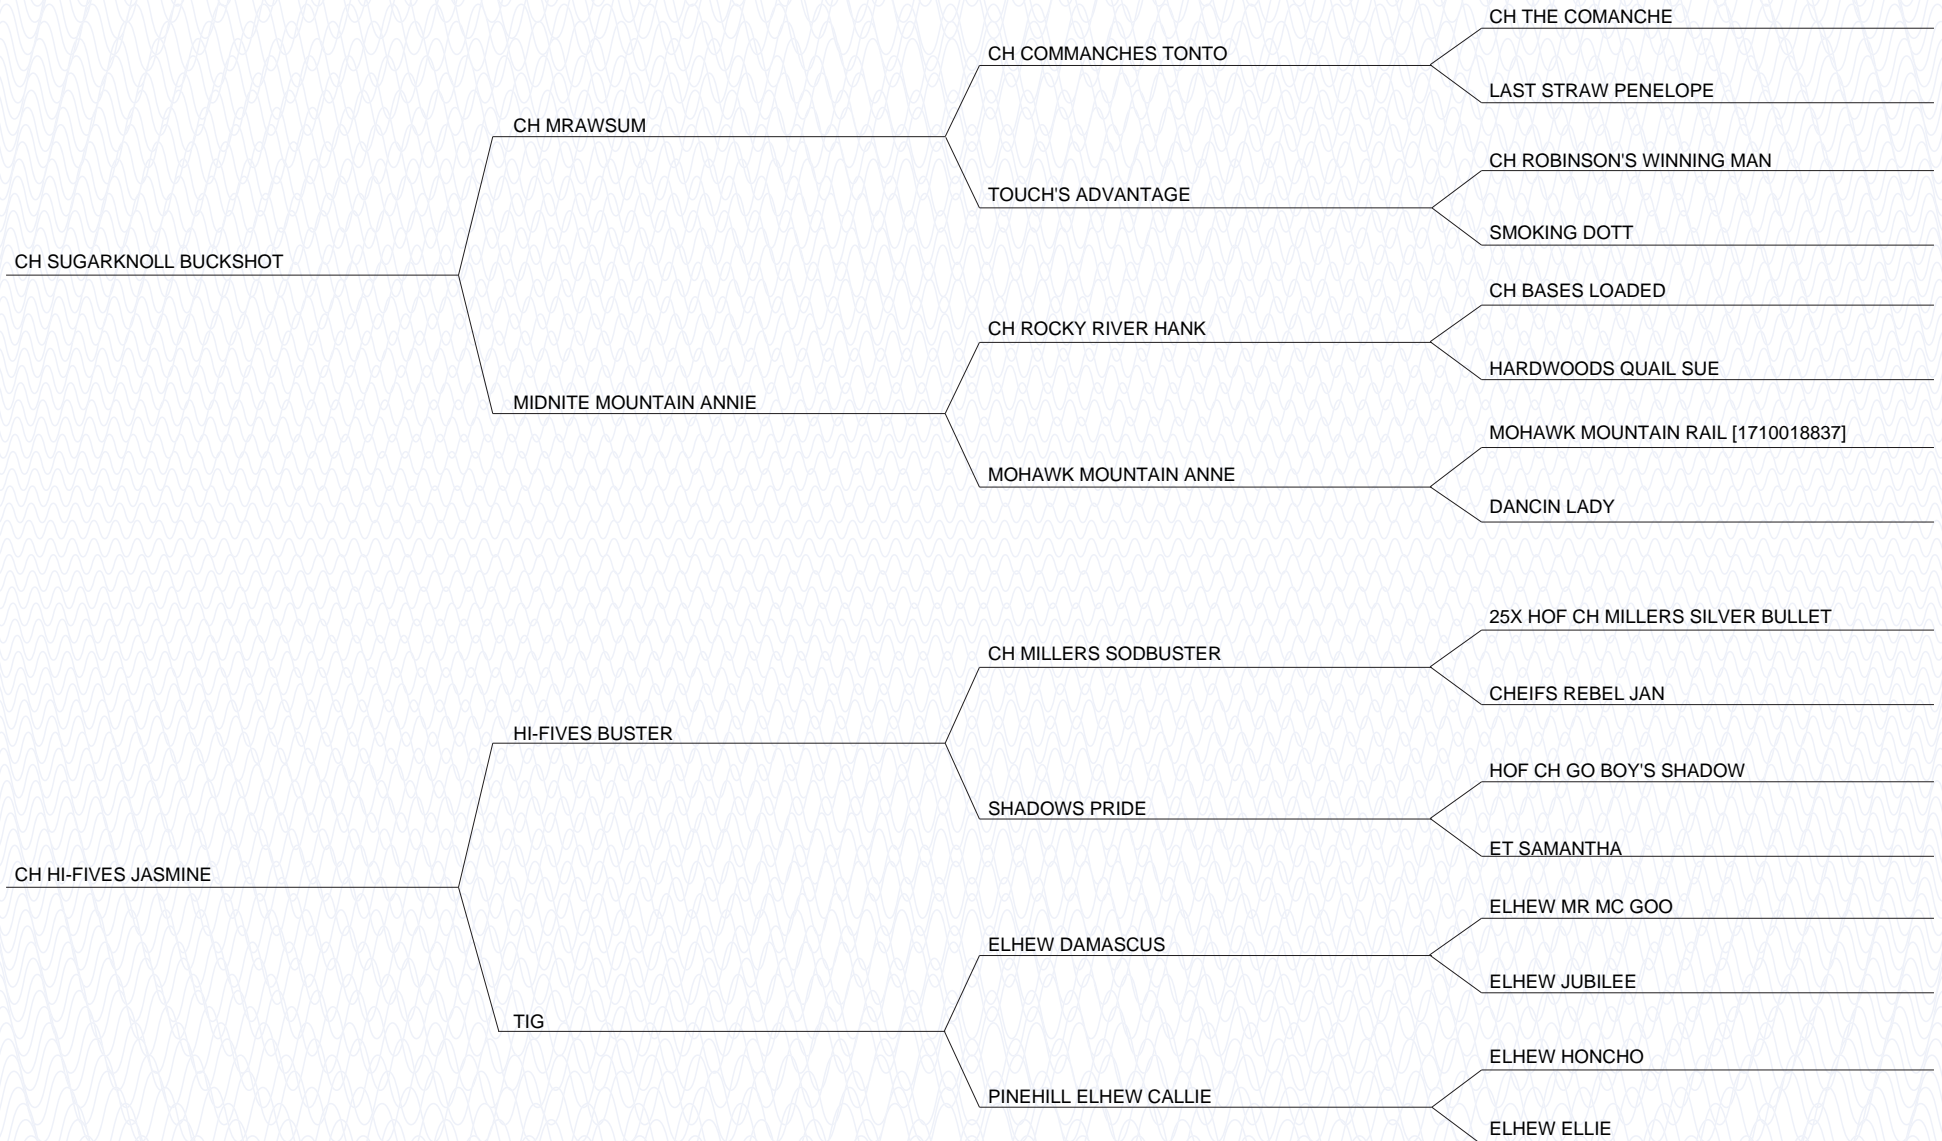 CH THE COMANCHE
CH COMMANCHES TONTO
LAST STRAW PENELOPE
CH MRAWSUM
CH ROBINSON'S WINNING MAN
TOUCH'S ADVANTAGE
SMOKING DOTT
CH SUGARKNOLL BUCKSHOT
CH BASES LOADED
CH ROCKY RIVER HANK
HARDWOODS QUAIL SUE
MIDNITE MOUNTAIN ANNIE
MOHAWK MOUNTAIN RAIL [1710018837]
MOHAWK MOUNTAIN ANNE
DANCIN LADY
25X HOF CH MILLERS SILVER BULLET
CH MILLERS SODBUSTER
CHEIFS REBEL JAN
HI-FIVES BUSTER
HOF CH GO BOY'S SHADOW
SHADOWS PRIDE
ET SAMANTHA
CH HI-FIVES JASMINE
ELHEW MR MC GOO
ELHEW DAMASCUS
ELHEW JUBILEE
TIG
ELHEW HONCHO
PINEHILL ELHEW CALLIE
ELHEW ELLIE